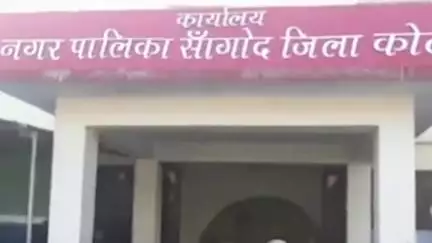 कार्यालय
नगर पालिका साँगोद जिला